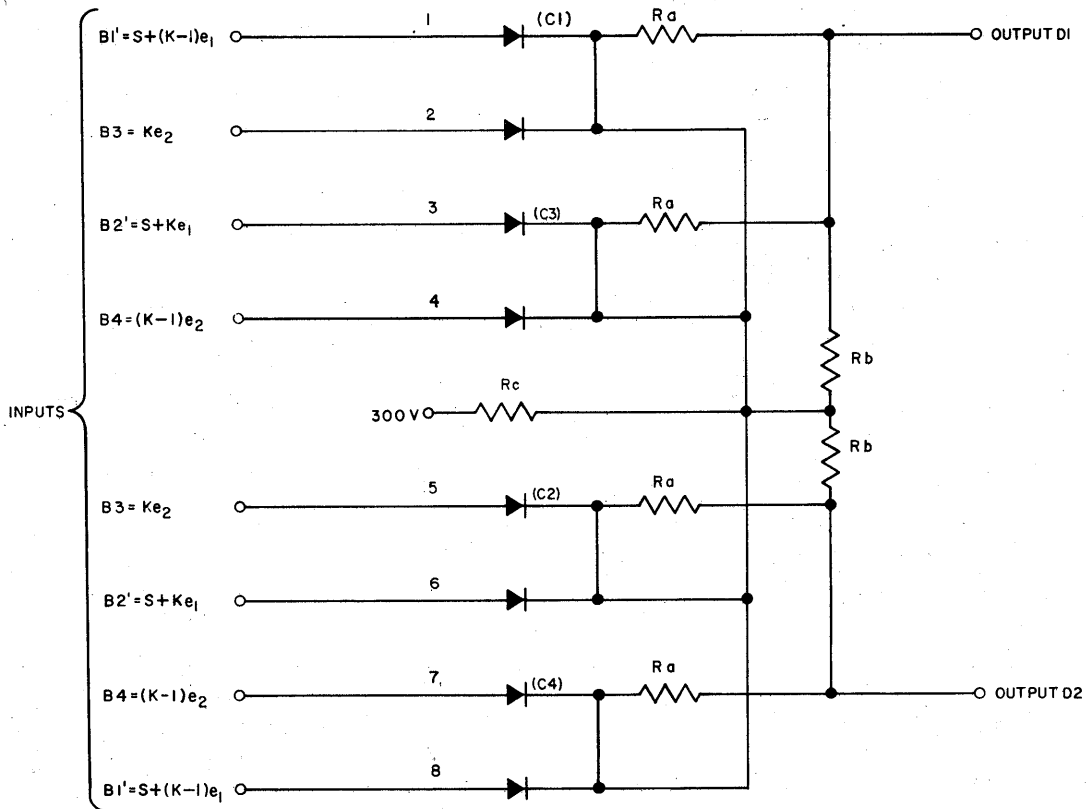 1 (C1) Ra
B1'=S+(K-1)e₁ OUTPUT D1
2
B3 = Ke₂
3 (C3) Ra
B2'=S+Ke₁
4
B4=(K-1)e₂
Rb
Rc
INPUTS 300V
Rb
5 (C2) Ra
B3=Ke₂
6
B2'=S+Ke₁
7 (C4) Ra
B4=(K-1)e₂ OUTPUT D2
8
B1'=S+(K-1)e₁